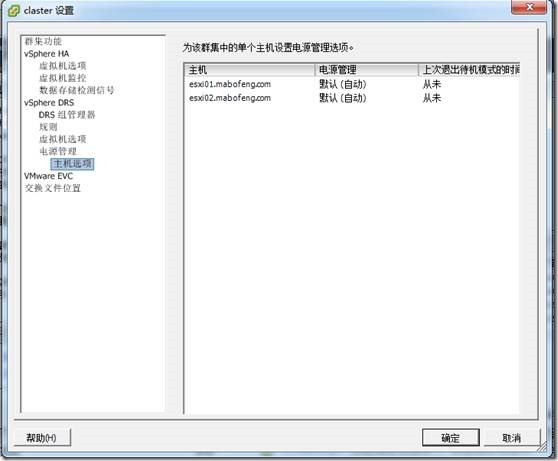 claster 设置
群集功能
vSphere HA
虚拟机选项
虚拟机监控
数据存储检测信号
vSphere DRS
DRS 组管理器
规则
虚拟机选项
电源管理
主机选项
VMware EVC
交换文件位置
为该群集中的单个主机设置电源管理选项。
主机 电源管理 上次退出待机模式的时间
esxi01.mabofeng.com 默认 (自动) 从未
esxi02.mabofeng.com 默认 (自动) 从未
帮助(H) 确定 取消